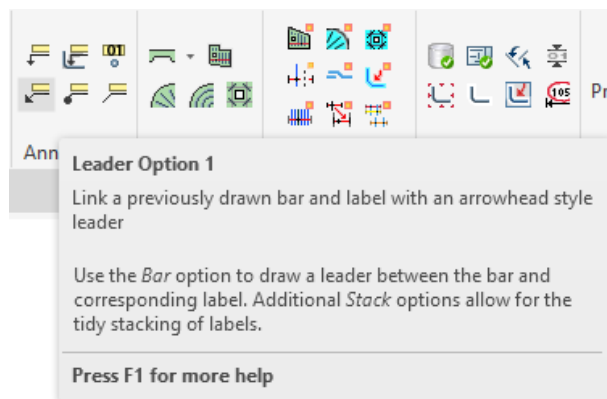 01
105
Pr
Ann
Leader Option 1
Link a previously drawn bar and label with an arrowhead style
leader
Use the Bar option to draw a leader between the bar and
corresponding label. Additional Stack options allow for the
tidy stacking of labels.
Press F1 for more help